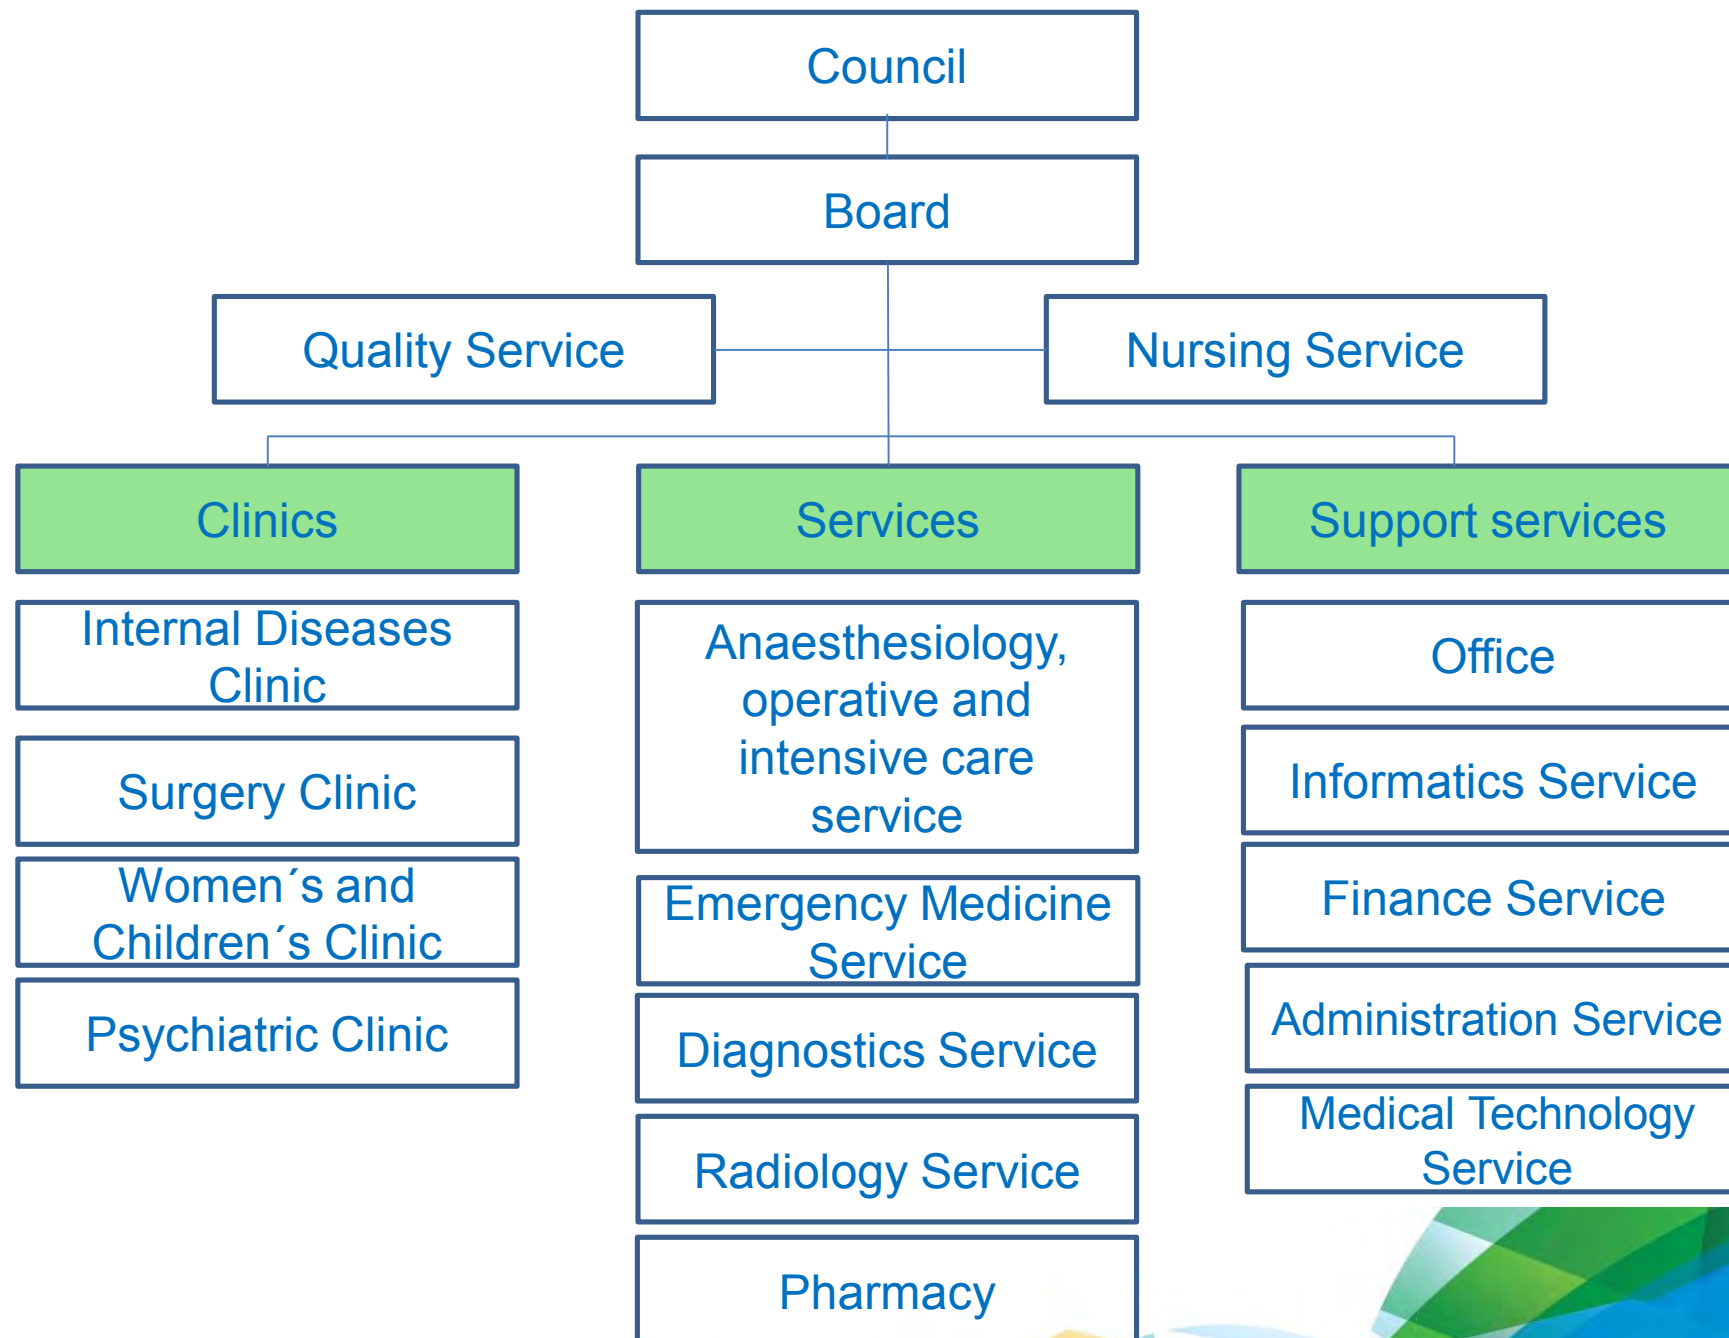 Council
Board
Quality Service
Nursing Service
Clinics
Services
Support services
Internal Diseases
Clinic
Surgery Clinic
Women´s and
Children´s Clinic
Psychiatric Clinic
Anaesthesiology,
operative and
intensive care
service
Emergency Medicine
Service
Diagnostics Service
Radiology Service
Pharmacy
Office
Informatics Service
Finance Service
Administration Service
Medical Technology
Service